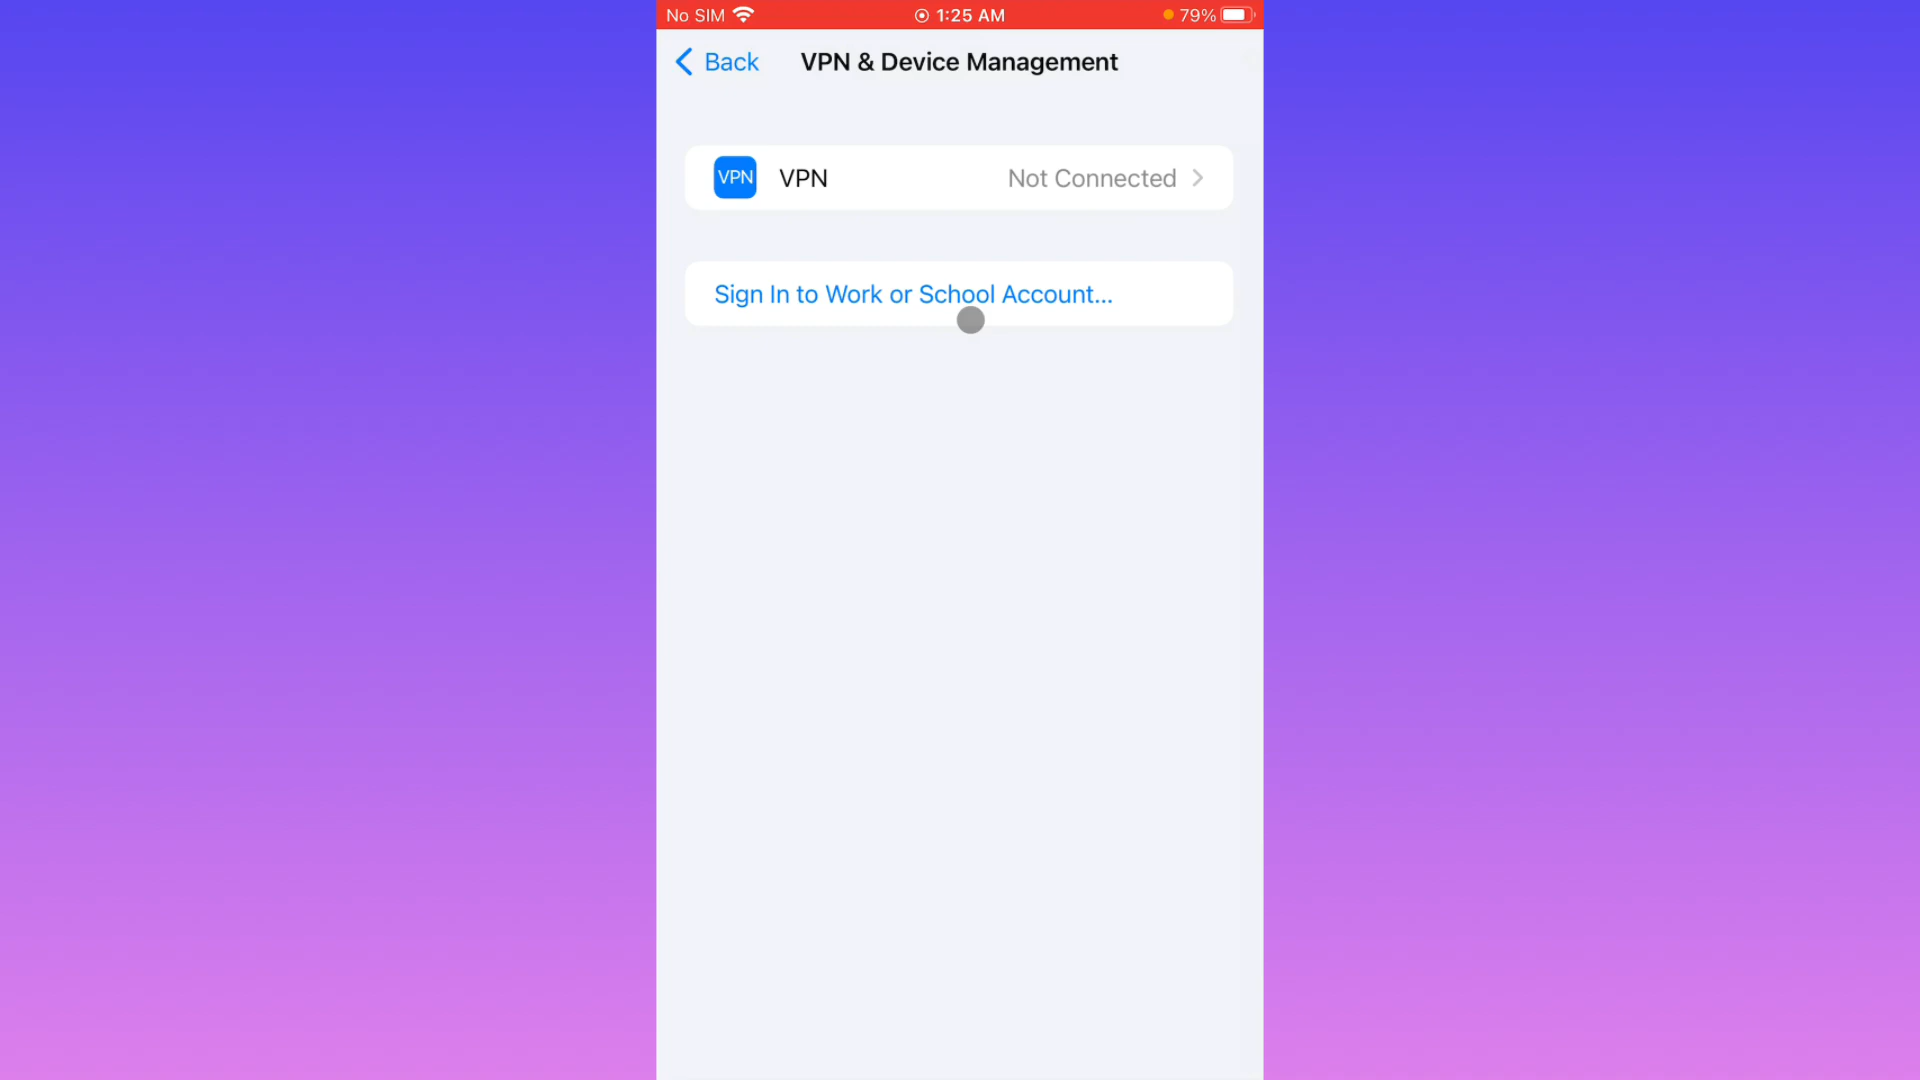 No SIM 1:25 AM 79%
Back VPN & Device Management
VPN VPN Not Connected
Sign In to Work or School Account...